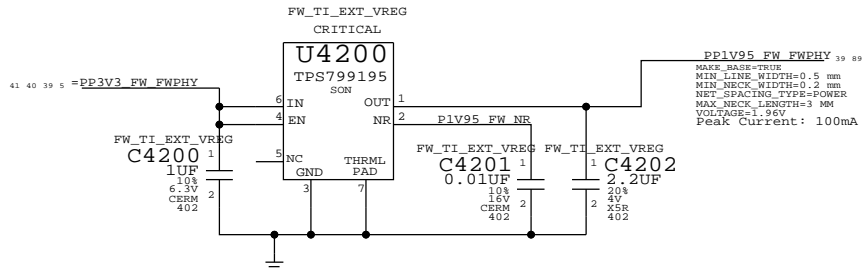 FW_TI_EXT_VREG
CRITICAL
U4200
TPS799195
SON
41 40 39 5 =PP3V3_FW_FWPHY
PP1V95_FW_FWPHY 39 89
MAKE_BASE=TRUE
MIN_LINE_WIDTH=0.5 mm
MIN_NECK_WIDTH=0.2 mm
NET_SPACING_TYPE=POWER
MAX_NECK_LENGTH=3 MM
VOLTAGE=1.96V
Peak Current: 100mA
6 IN
OUT 1
4 EN
NR 2
P1V95_FW_NR
5 NC
GND
THRML
PAD
3
7
FW_TI_EXT_VREG
C4200 1
1UF
10%
6.3V
CERM
402
2
FW_TI_EXT_VREG
C4201 1
0.01UF
10%
16V
CERM
402
2
FW_TI_EXT_VREG
1 C4202
2.2UF
20%
4V
X5R
402
2